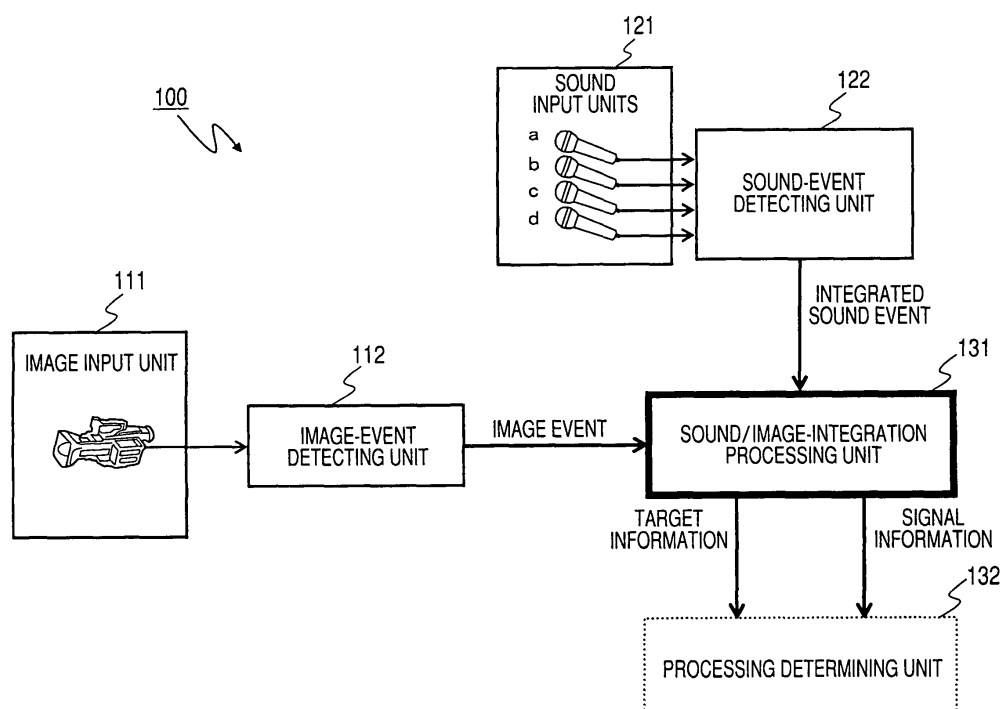 100
121
SOUND
INPUT UNITS
a
b
c
d
122
SOUND-EVENT
DETECTING UNIT
INTEGRATED
SOUND EVENT
111
IMAGE INPUT UNIT
112
IMAGE-EVENT
DETECTING UNIT
IMAGE EVENT
131
SOUND/IMAGE-INTEGRATION
PROCESSING UNIT
TARGET
INFORMATION
SIGNAL
INFORMATION
132
PROCESSING DETERMINING UNIT